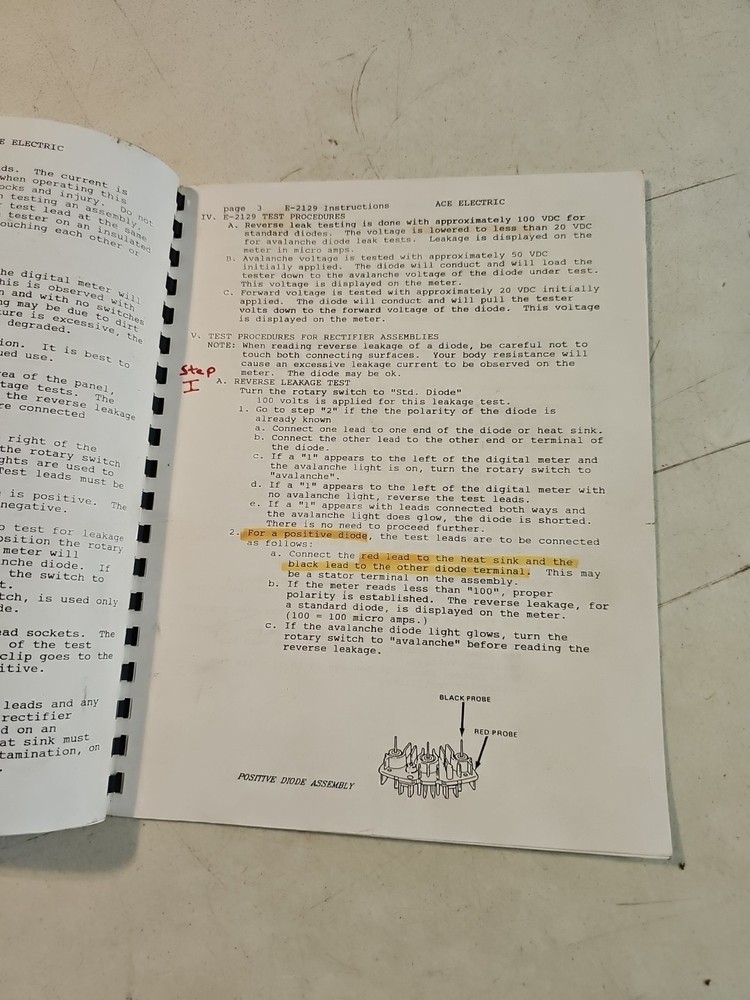 E ELECTRIC
ds. The current is
when operating this
ocks and injury. Do not
n testing an assembly,
r test lead at the same
tester on an insulated
ouching each other or
he digital meter will
his is observed with
n and with no switches
ng may be due to dirt
ture is excessive, the
degraded.
ion. It is best to
ued use.
rea of the panel,
tage tests. The
the reverse leakage
re connected
right of the
the rotary switch
ghts are used to
Test leads must be
e is positive. The
negative.
o test for leakage
position the rotary
meter will
nche diode. If
the switch to
t.
tch, is used only
de.
ead sockets. The
of the test
clip goes to the
itive.
leads and any
rectifier
d on an
at sink must
tamination, on
page 3 E-2129 Instructions ACE ELECTRIC
IV. E-2129 TEST PROCEDURES
A. Reverse leak testing is done with approximately 100 VDC for
standard diodes. The voltage is lowered to less than 20 VDC
for avalanche diode leak tests. Leakage is displayed on the
meter in micro amps.
B. Avalanche voltage is tested with approximately 50 VDC
initially applied. The diode will conduct and will load the
tester down to the avalanche voltage of the diode under test.
This voltage is displayed on the meter.
C. Forward voltage is tested with approximately 20 VDC initially
applied. The diode will conduct and will pull the tester
volts down to the forward voltage of the diode. This voltage
is displayed on the meter.
V. TEST PROCEDURES FOR RECTIFIER ASSEMBLIES
NOTE: When reading reverse leakage of a diode, be careful not to
touch both connecting surfaces. Your body resistance will
cause an excessive leakage current to be observed on the
meter. The diode may be ok.
Step
I
A. REVERSE LEAKAGE TEST
Turn the rotary switch to "Std. Diode"
100 volts is applied for this leakage test.
1. Go to step "2" if the the polarity of the diode is
already known
a. Connect one lead to one end of the diode or heat sink.
b. Connect the other lead to the other end or terminal of
the diode.
c. If a "1" appears to the left of the digital meter and
the avalanche light is on, turn the rotary switch to
"avalanche".
d. If a "1" appears to the left of the digital meter with
no avalanche light, reverse the test leads.
e. If a "1" appears with leads connected both ways and
the avalanche light does glow, the diode is shorted.
There is no need to proceed further.
2. For a positive diode, the test leads are to be connected
as follows:
a. Connect the red lead to the heat sink and the
black lead to the other diode terminal. This may
be a stator terminal on the assembly.
b. If the meter reads less than "100", proper
polarity is established. The reverse leakage, for
a standard diode, is displayed on the meter.
(100 = 100 micro amps.)
c. If the avalanche diode light glows, turn the
rotary switch to "avalanche" before reading the
reverse leakage.
BLACK PROBE
RED PROBE
POSITIVE DIODE ASSEMBLY